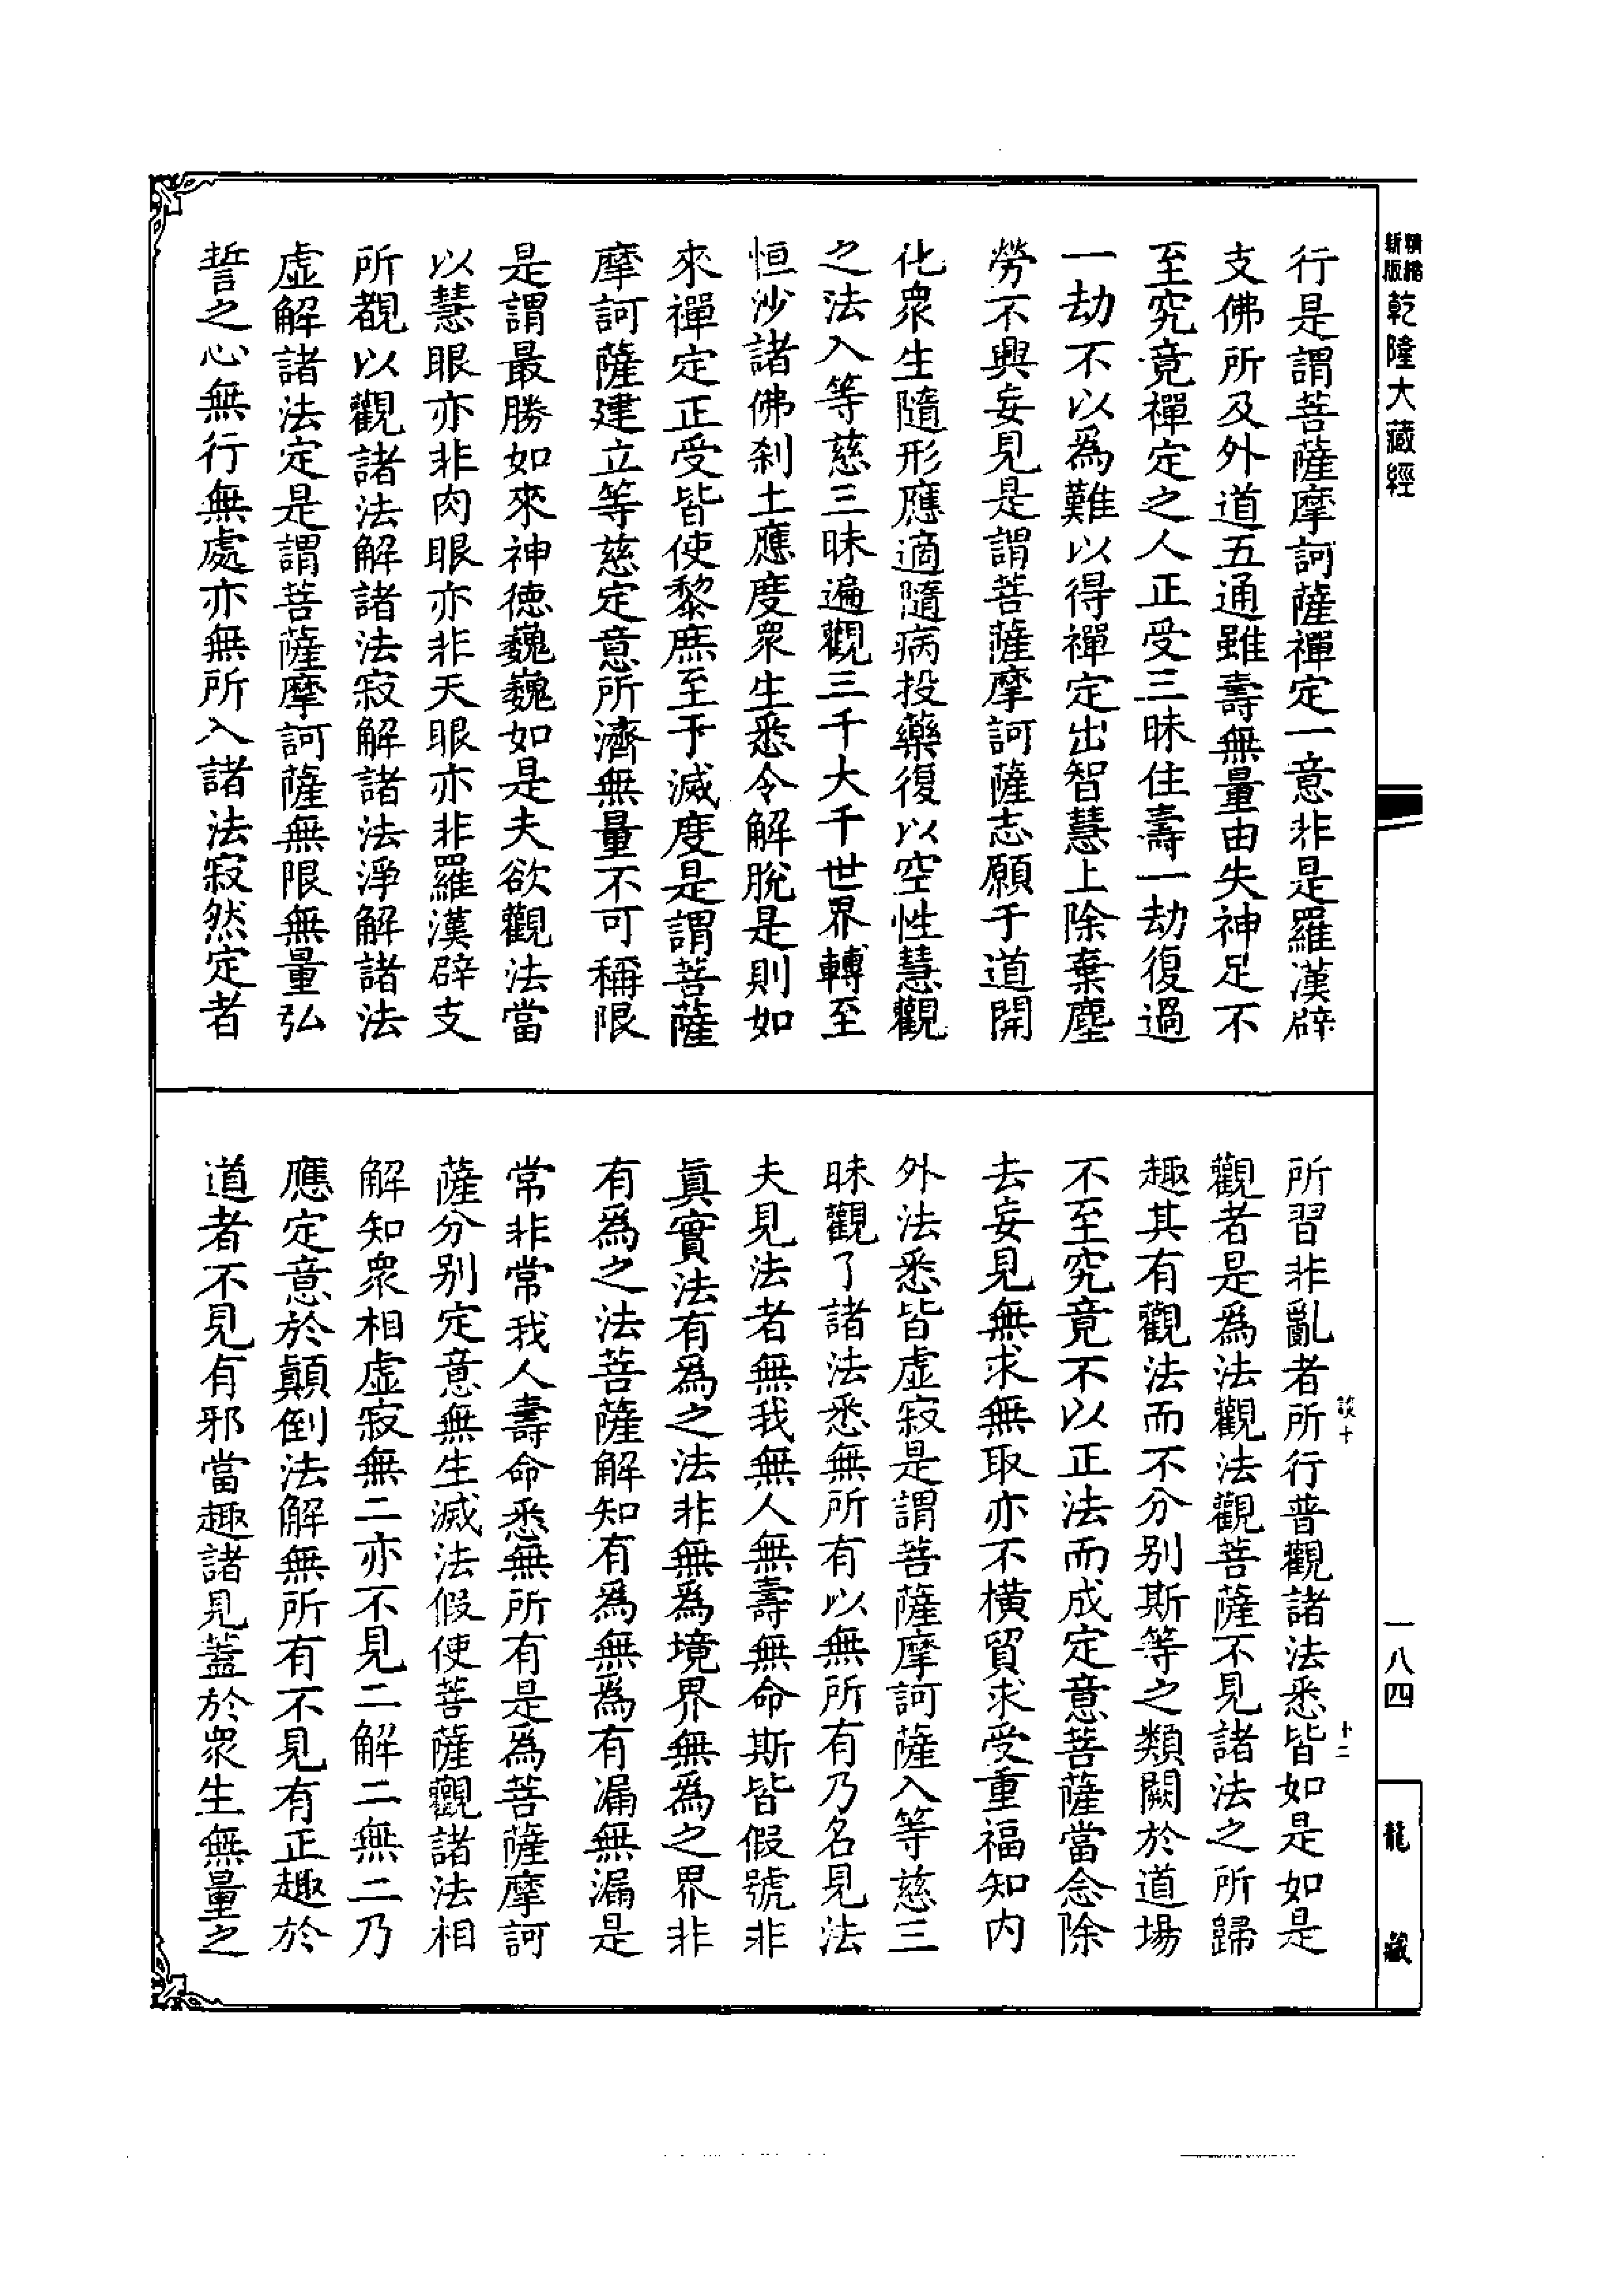 精縮新版乾隆大藏經
行是謂菩薩摩訶薩禪定一意非是羅漢辟
支佛所及外道五通雖壽無量由失神足不
至究竟禪定之人正受三昧住壽一劫復過
一劫不以為難以得禪定出智慧上除棄塵
勞不興妄見是謂菩薩摩訶薩志願于道開
化衆生隨形應適隨病投藥復以空性慧觀
之法入等慈三昧遍觀三千大千世界轉至
恒沙諸佛刹土應度衆生悉令解脫是則如
來禪定正受皆使黎庶至于滅度是謂菩薩
摩訶薩建立等慈定意所濟無量不可稱限
是謂最勝如來神德巍巍如是夫欲觀法當
以慧眼亦非肉眼亦非天眼亦非羅漢辟支
所覩以觀諸法解諸法寂解諸法淨解諸法
虛解諸法定是謂菩薩摩訶薩無限無量弘
誓之心無行無處亦無所入諸法寂然定者
談十
十二
所習非亂者所行普觀諸法悉皆如是如是
觀者是為法觀法觀菩薩不見諸法之所歸
趣其有觀法而不分別斯等之類闕於道場
不至究竟不以正法而成定意菩薩當念除
去妄見無求無取亦不橫貿求受重福知內
外法悉皆虛寂是謂菩薩摩訶薩入等慈三
昧觀了諸法悉無所有以無所有乃名見法
夫見法者無我無人無壽無命斯皆假號非
真實法有為之法非無為境界無為之界非
有為之法菩薩解知有為無為有漏無漏是
常非常我人壽命悉無所有是為菩薩摩訶
薩分別定意無生滅法假使菩薩觀諸法相
解知衆相虛寂無二亦不見二解二無二乃
應定意於顛倒法解無所有不見有正趣於
道者不見有邪當趣諸見蓋於衆生無量之
一八四
龍藏